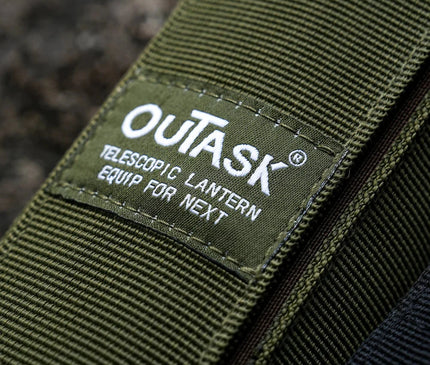 OUTASK®
TELESCOPIC LANTERN
EQUIP FOR NEXT